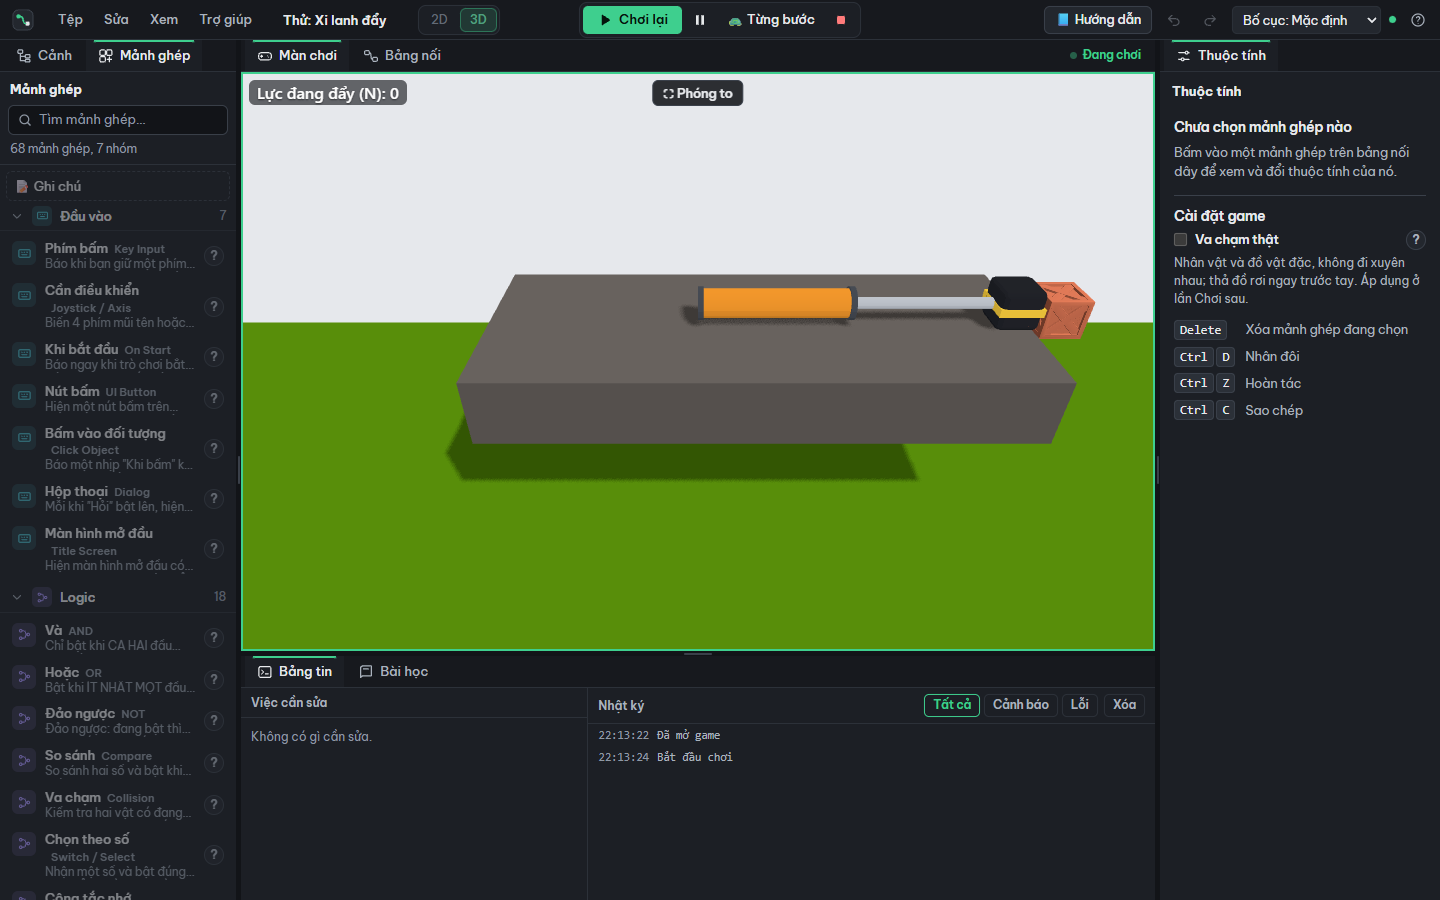 Tệp
Sửa
Xem
Trợ giúp
Thử: Xi lanh đẩy
2D
3D
Chơi lại
Từng bước
Hướng dẫn
Bố cục: Mặc định
Cảnh
Mảnh ghép
Màn chơi
Bảng nối
Đang chơi
Thuộc tính
Mảnh ghép
Tìm mảnh ghép...
68 mảnh ghép, 7 nhóm
Ghi chú
Đầu vào 7
Phím bấm Key Input
Báo khi bạn giữ một phím...
Cần điều khiển
Joystick / Axis
Biến 4 phím mũi tên hoặc...
Khi bắt đầu On Start
Báo ngay khi trò chơi bắt...
Nút bấm UI Button
Hiện một nút bấm trên...
Bấm vào đối tượng
Click Object
Báo một nhịp "Khi bấm" k...
Hộp thoại Dialog
Mỗi khi "Hỏi" bật lên, hiện...
Màn hình mở đầu
Title Screen
Hiện màn hình mở đầu có...
Logic 18
Và AND
Chỉ bật khi CẢ HAI đầu...
Hoặc OR
Bật khi ÍT NHẤT MỘT đầu...
Đảo ngược NOT
Đảo ngược: đang bật thì...
So sánh Compare
So sánh hai số và bật khi...
Va chạm Collision
Kiểm tra hai vật có đang...
Chọn theo số
Switch / Select
Nhận một số và bật đúng...
Công tắc nhớ
Lực đang đẩy (N): 0
Phóng to
Bảng tin
Bài học
Việc cần sửa
Không có gì cần sửa.
Nhật ký
Tất cả
Cảnh báo
Lỗi
Xóa
22:13:22 Đã mở game
22:13:24 Bắt đầu chơi
Thuộc tính
Chưa chọn mảnh ghép nào
Bấm vào một mảnh ghép trên bảng nối
dây để xem và đổi thuộc tính của nó.
Cài đặt game
Va chạm thật
?
Nhân vật và đồ vật đặc, không đi xuyên
nhau; thả đồ rơi ngay trước tay. Áp dụng ở
lần Chơi sau.
Delete Xóa mảnh ghép đang chọn
Ctrl D Nhân đôi
Ctrl Z Hoàn tác
Ctrl C Sao chép